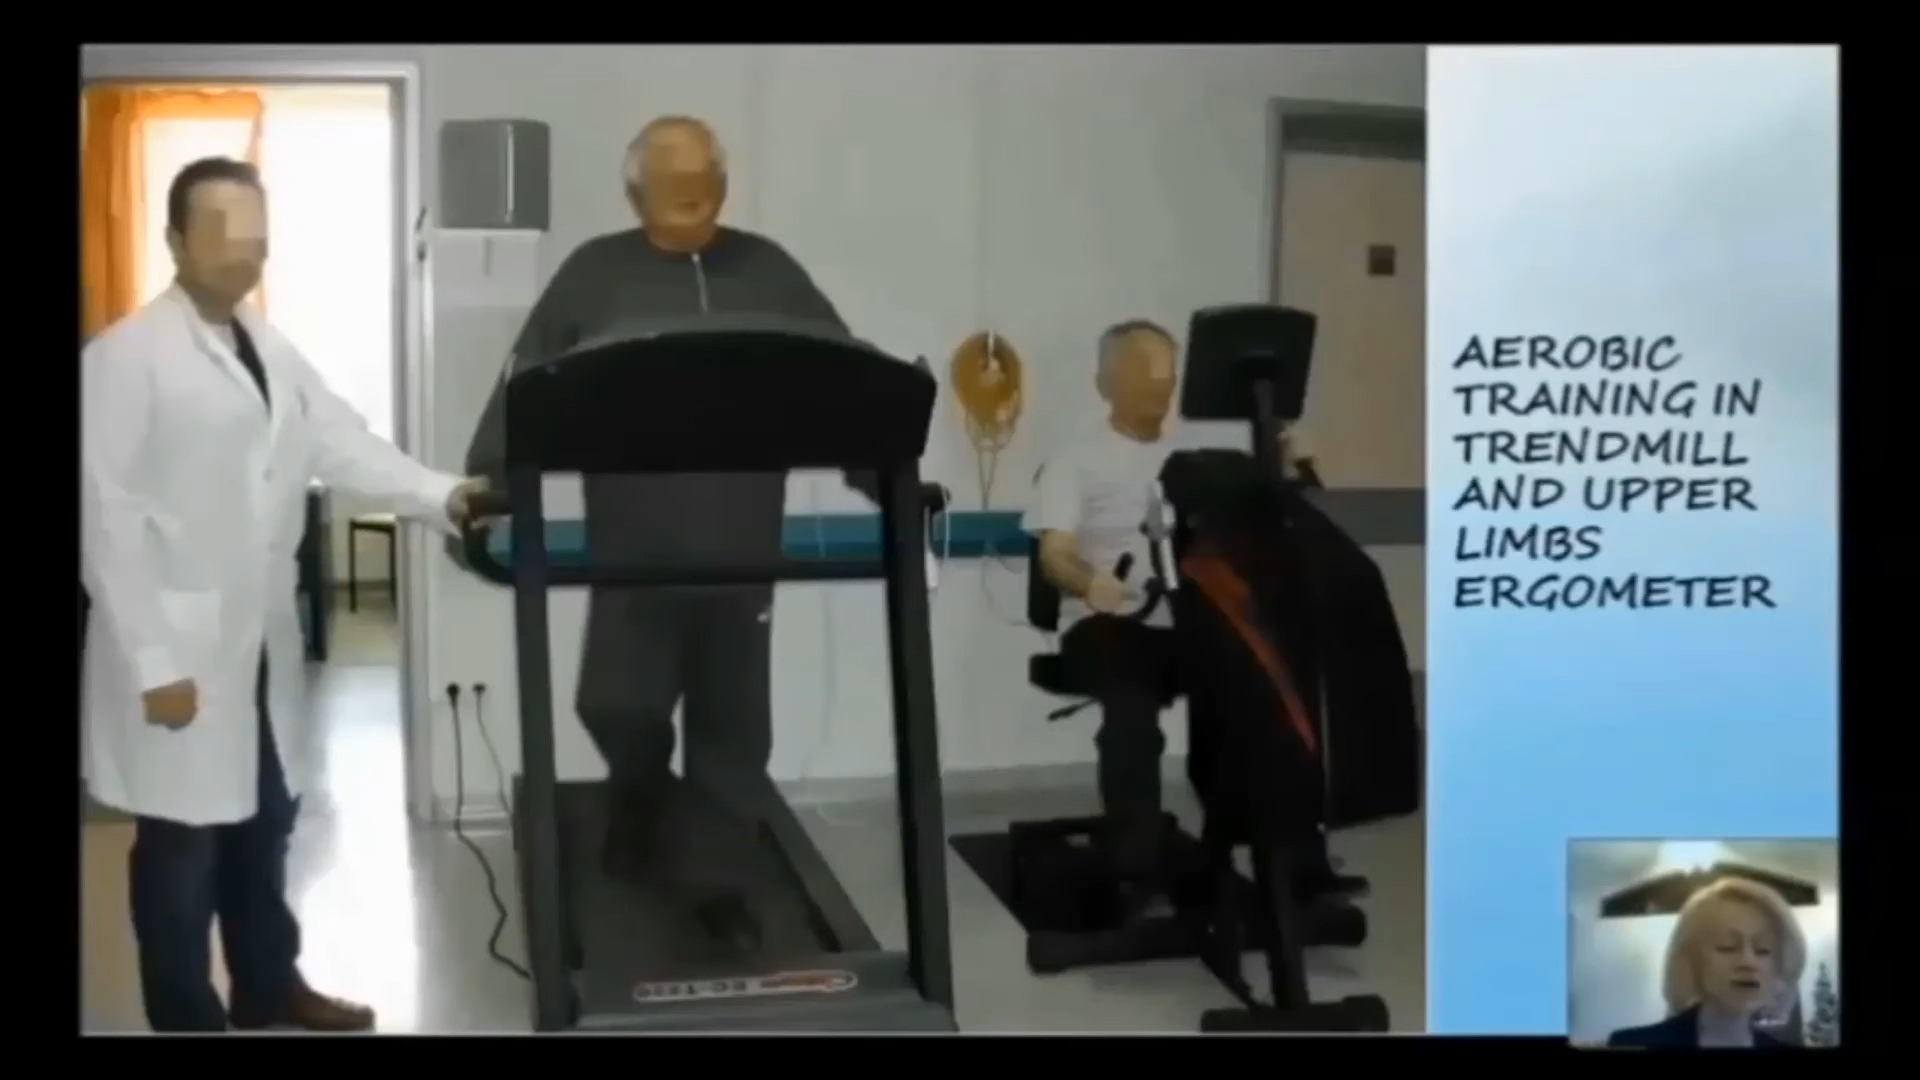 AEROBIC
TRAINING IN
TRENDMILL
AND UPPER
LIMBS
ERGOMETER